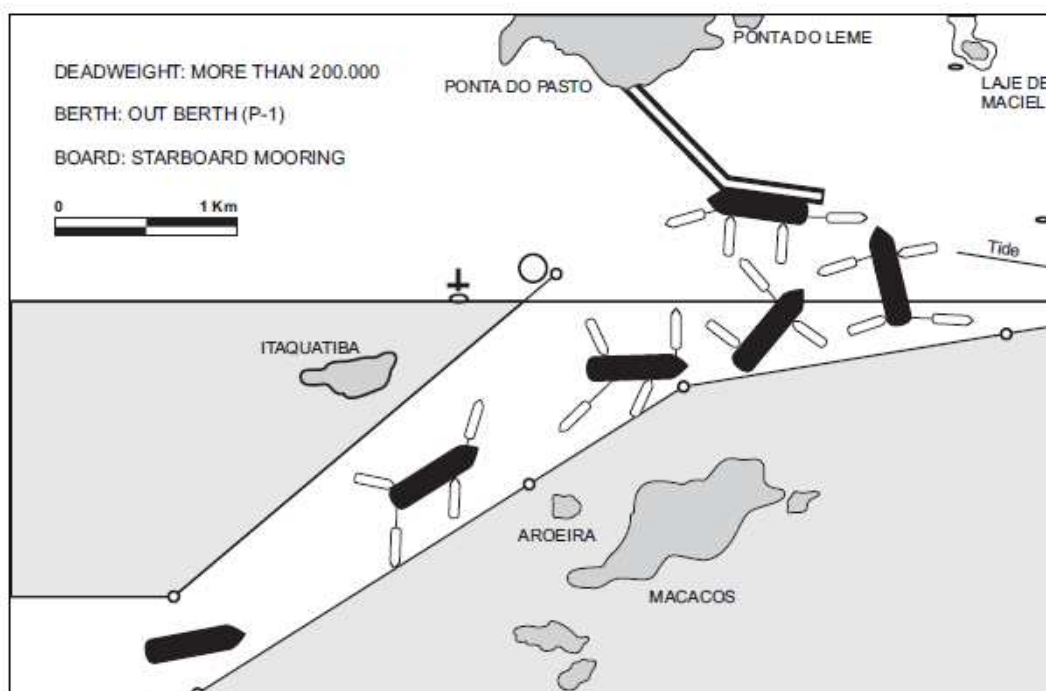 PONTA DO LEME
DEADWEIGHT: MORE THAN 200.000
PONTA DO PASTO
LAJE DE
MACIEL
BERTH: OUT BERTH (P-1)
BOARD: STARBOARD MOORING
0 1 Km
Tide
ITAQUATIBA
AROEIRA
MACACOS